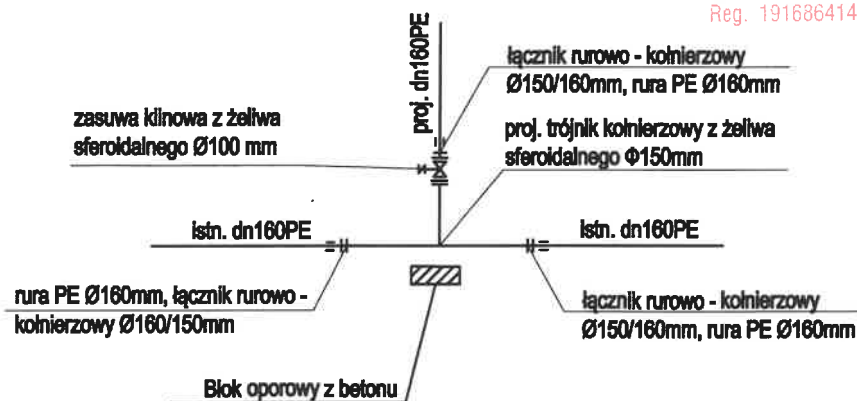 Reg. 191686414
proj. dn160PE
łącznik rurowo - kołnierzowy
Ø150/160mm, rura PE Ø160mm
zasuwa klinowa z żeliwa
sferoidalnego Ø100 mm
proj. trójnik kołnierzowy z żeliwa
sferoidalnego Φ150mm
istn. dn160PE
istn. dn160PE
rura PE Ø160mm, łącznik rurowo -
kołnierzowy Ø160/150mm
łącznik rurowo - kołnierzowy
Ø150/160mm, rura PE Ø160mm
Blok oporowy z betonu